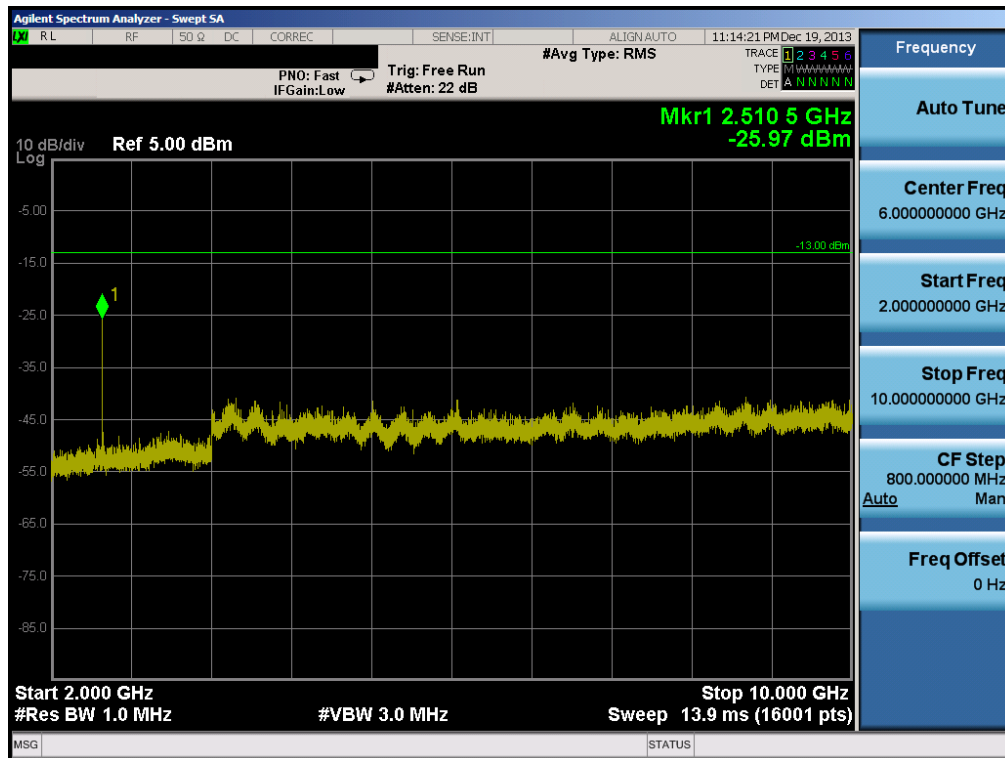 Agilent Spectrum Analyzer - Swept SA
LXI RL RF 50 Ω DC CORREC SENSE:INT ALIGN AUTO 11:14:21 PM Dec 19, 2013
PNO: Fast
IFGain:Low
Trig: Free Run
#Atten: 22 dB
#Avg Type: RMS
TRACE 1 2 3 4 5 6
TYPE M W W W W W
DET A N N N N N
Mkr1 2.510 5 GHz
-25.97 dBm
10 dB/div Ref 5.00 dBm
Log
-5.00
-13.00 dBm
-15.0
1
-25.0
-35.0
-45.0
-55.0
-65.0
-75.0
-85.0
Start 2.000 GHz Stop 10.000 GHz
#Res BW 1.0 MHz #VBW 3.0 MHz Sweep 13.9 ms (16001 pts)
MSG STATUS
Frequency
Auto Tune
Center Freq
6.000000000 GHz
Start Freq
2.000000000 GHz
Stop Freq
10.000000000 GHz
CF Step
800.000000 MHz
Auto Man
Freq Offset
0 Hz